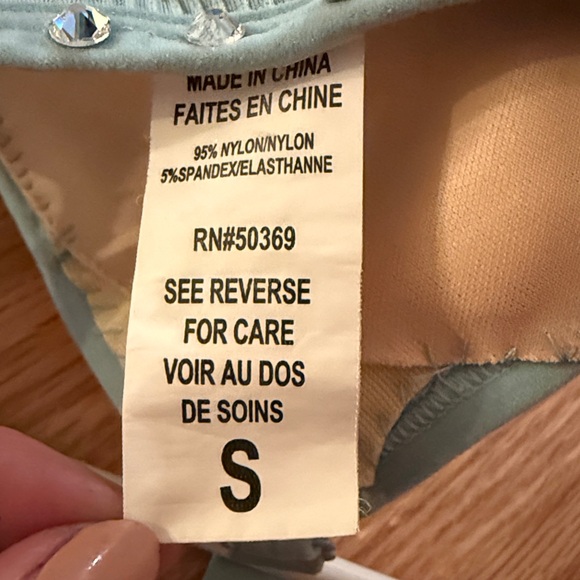 MADE IN CHINA
FAITES EN CHINE
95% NYLON/NYLON
5%SPANDEX/ELASTHANNE
RN#50369
SEE REVERSE
FOR CARE
VOIR AU DOS
DE SOINS
S